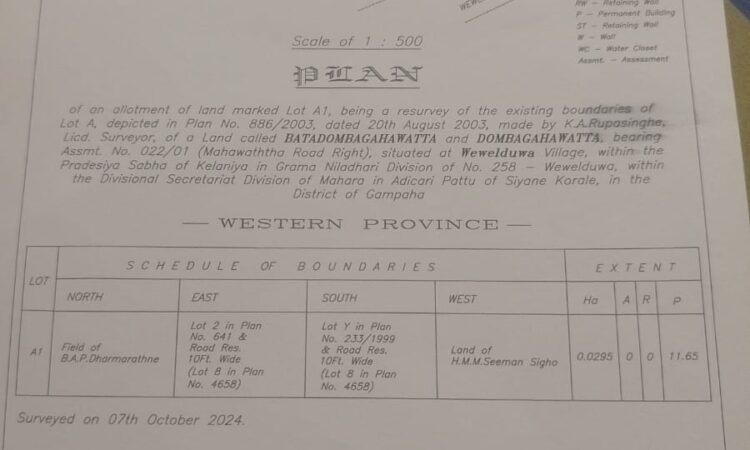 RW - Retaining Wall
P - Permanent Building
ST - Retaining Wall
W - Wall
WC - Water Closet
Assmt. - Assessment
Scale of 1 : 500
PLAN
of an allotment of land marked Lot A1, being a resurvey of the existing boundaries of
Lot A, depicted in Plan No. 886/2003, dated 20th August 2003, made by K.A.Rupasinghe,
Licd. Surveyor, of a Land called BATADOMBAGAHAWATTA and DOMBAGAHAWATTA, bearing
Assmt. No. 022/01 (Mahawaththa Road Right), situated at Wewelduwa Village, within the
Pradesiya Sabha of Kelaniya in Grama Niladhari Division of No. 258 - Wewelduwa, within
the Divisional Secretariat Division of Mahara in Adicari Pattu of Siyane Korale, in the
District of Gampaha
— WESTERN PROVINCE —
LOT
SCHEDULE OF BOUNDARIES
EXTENT
NORTH EAST SOUTH WEST Ha A R P
A1
Field of
B.A.P.Dharmarathne
Lot 2 in Plan
No. 641 &
Road Res.
10Ft. Wide
(Lot 8 in Plan
No. 4658)
Lot Y in Plan
No. 233/1999
& Road Res.
10Ft. Wide
(Lot 8 in Plan
No. 4658)
Land of
H.M.M.Seeman Sigho
0.0295 0 0 11.65
Surveyed on 07th October 2024.